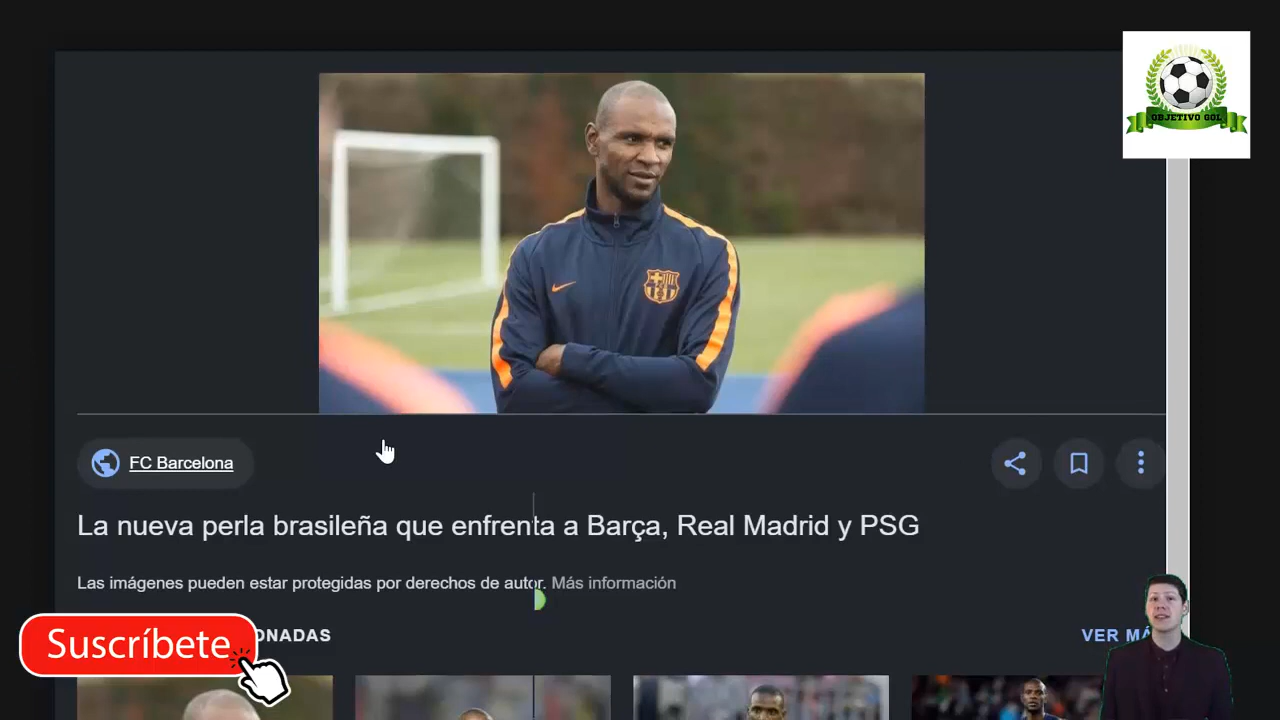 OBJETIVO GOL
FC Barcelona
La nueva perla brasileña que enfrenta a Barça, Real Madrid y PSG
Las imágenes pueden estar protegidas por derechos de autor. Más información
ONADAS
VER MÁ
Suscríbete